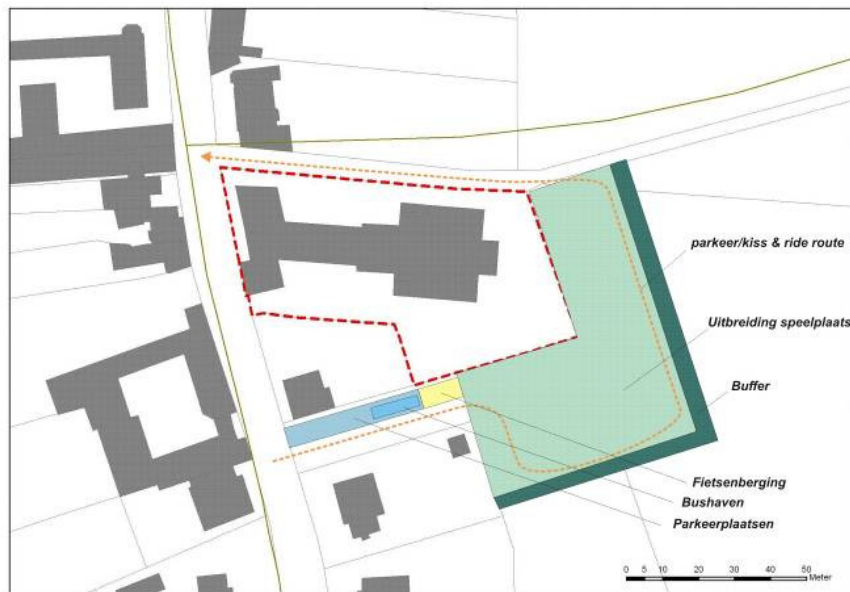 parkeer/kiss & ride route
Uitbreiding speelplaats
Buffer
Fietsenberging
Bushaven
Parkeerplaatsen
0 5 10 20 30 40 50
Meter